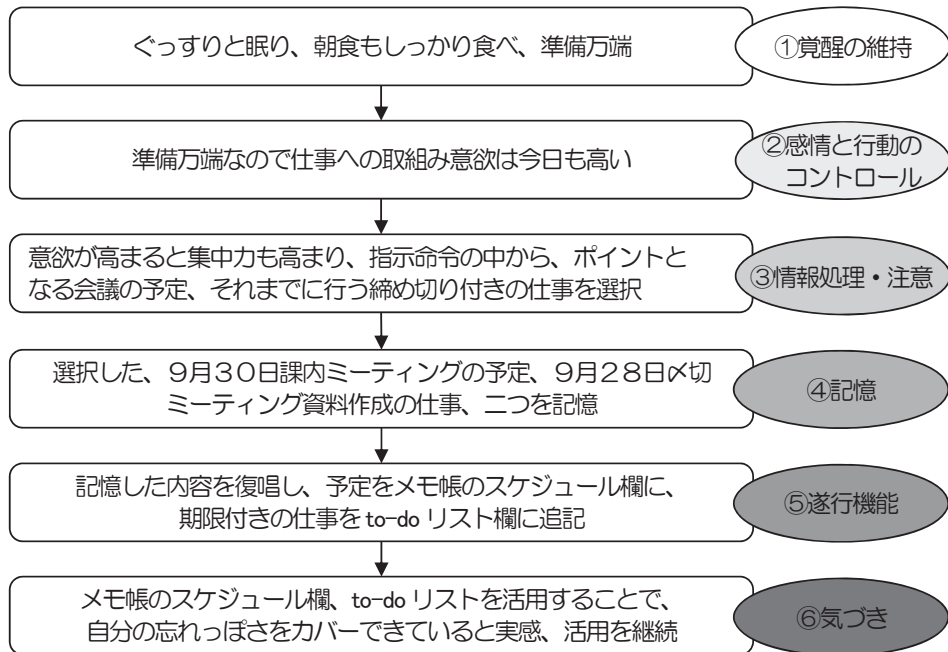 ぐっすりと眠り、朝食もしっかり食べ、準備万端
①覚醒の維持
準備万端なので仕事への取組み意欲は今日も高い
②感情と行動の
コントロール
意欲が高まると集中力も高まり、指示命令の中から、ポイントと
なる会議の予定、それまでに行う締め切り付きの仕事を選択
③情報処理・注意
選択した、９月３０日課内ミーティングの予定、９月２８日〆切
ミーティング資料作成の仕事、二つを記憶
④記憶
記憶した内容を復唱し、予定をメモ帳のスケジュール欄に、
期限付きの仕事を to-do リスト欄に追記
⑤遂行機能
メモ帳のスケジュール欄、to-do リストを活用することで、
自分の忘れっぽさをカバーできていると実感、活用を継続
⑥気づき